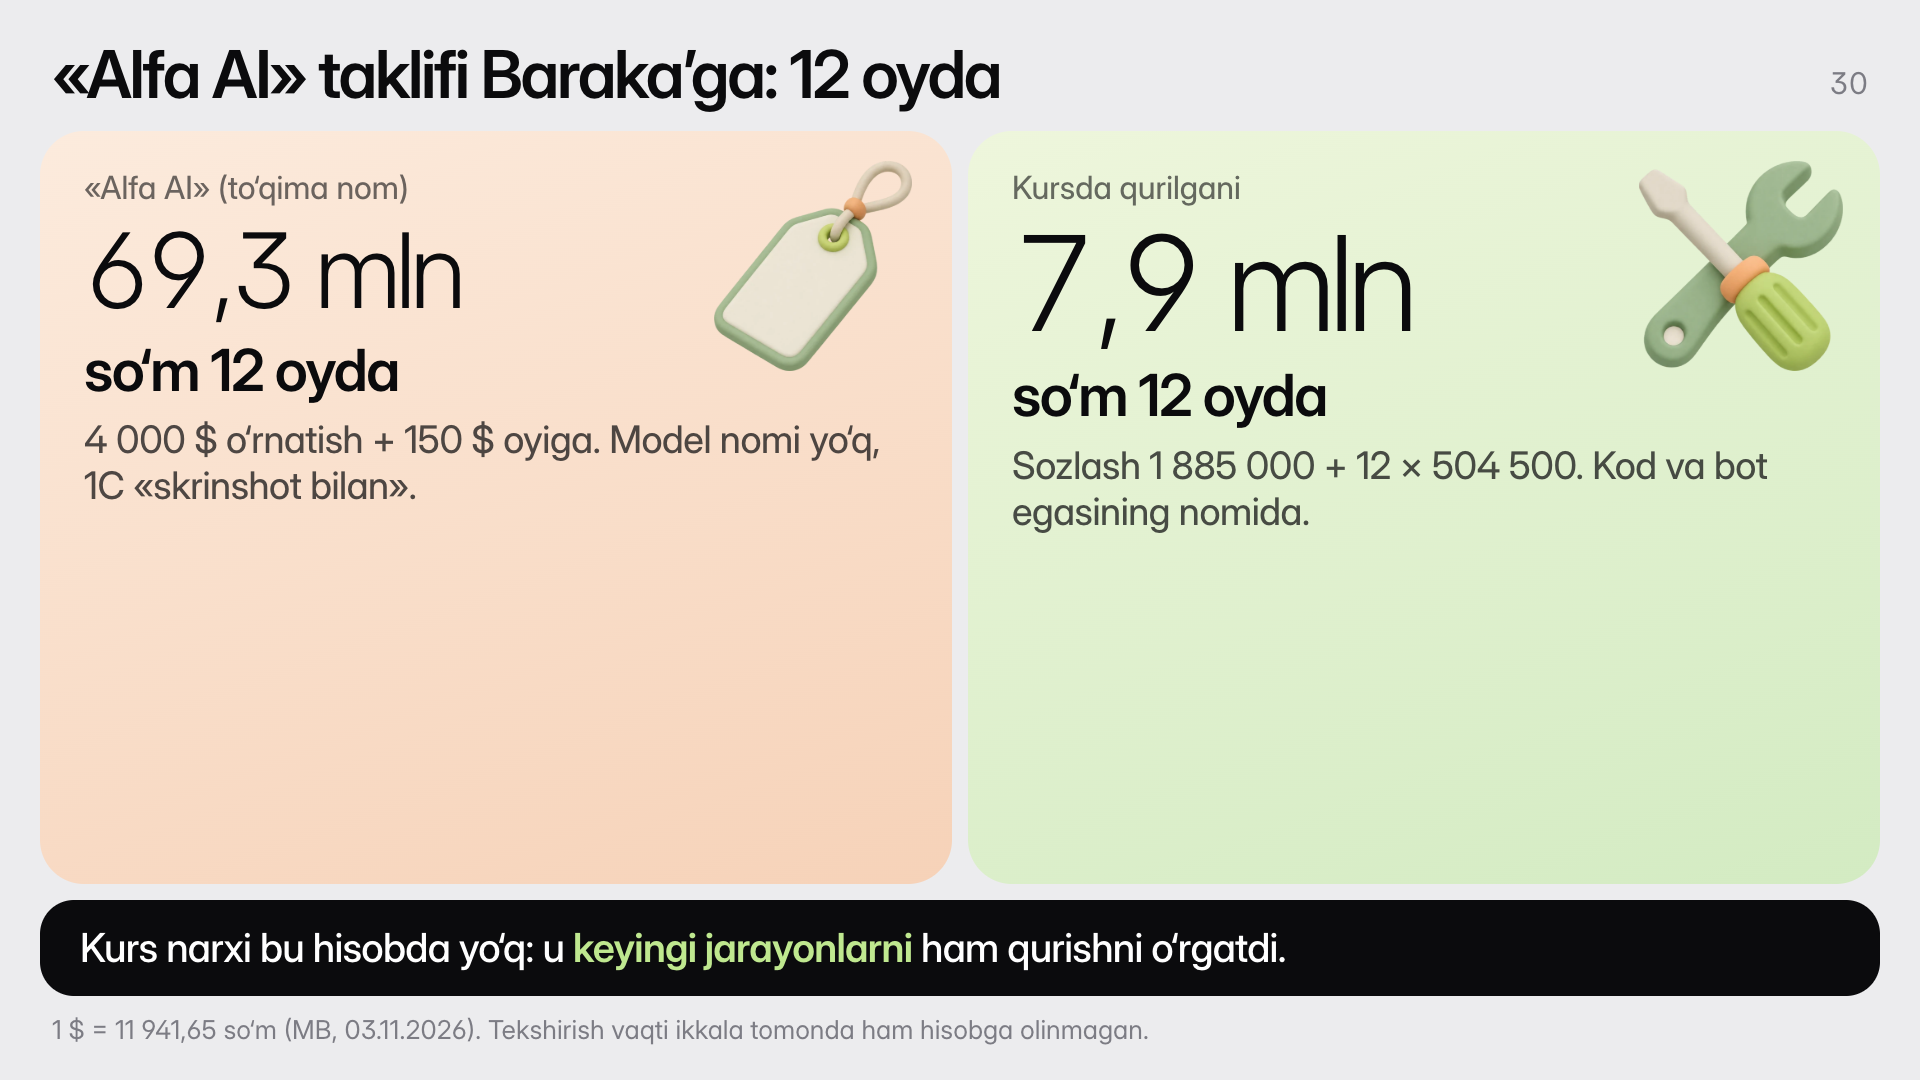 «Alfa AI» taklifi Baraka’ga: 12 oyda
30
«Alfa AI» (to‘qima nom)
69,3 mln
so‘m 12 oyda
4 000 $ o‘rnatish + 150 $ oyiga. Model nomi yo‘q,
1C «skrinshot bilan».
Kursda qurilgani
7,9 mln
so‘m 12 oyda
Sozlash 1 885 000 + 12 × 504 500. Kod va bot
egasining nomida.
Kurs narxi bu hisobda yo‘q: u keyingi jarayonlarni ham qurishni o‘rgatdi.
1 $ = 11 941,65 so‘m (MB, 03.11.2026). Tekshirish vaqti ikkala tomonda ham hisobga olinmagan.